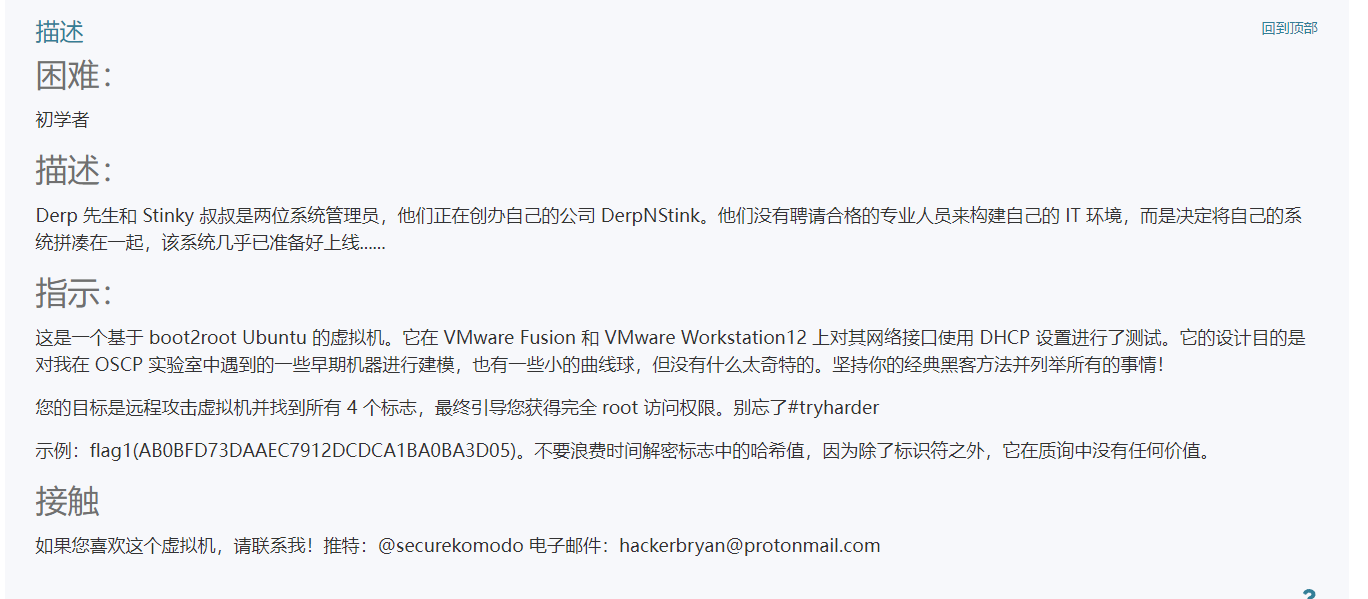 描述
回到顶部
困难：
初学者
描述：
Derp 先生和 Stinky 叔叔是两位系统管理员，他们正在创办自己的公司 DerpNStink。他们没有聘请合格的专业人员来构建自己的 IT 环境，而是决定将自己的系
统拼凑在一起，该系统几乎已准备好上线......
指示：
这是一个基于 boot2root Ubuntu 的虚拟机。它在 VMware Fusion 和 VMware Workstation12 上对其网络接口使用 DHCP 设置进行了测试。它的设计目的是
对我在 OSCP 实验室中遇到的一些早期机器进行建模，也有一些小的曲线球，但没有什么太奇特的。坚持你的经典黑客方法并列举所有的事情！
您的目标是远程攻击虚拟机并找到所有 4 个标志，最终引导您获得完全 root 访问权限。别忘了#tryharder
示例：flag1(AB0BFD73DAAEC7912DCDCA1BA0BA3D05)。不要浪费时间解密标志中的哈希值，因为除了标识符之外，它在质询中没有任何价值。
接触
如果您喜欢这个虚拟机，请联系我！推特：@securekomodo 电子邮件：hackerbryan@protonmail.com